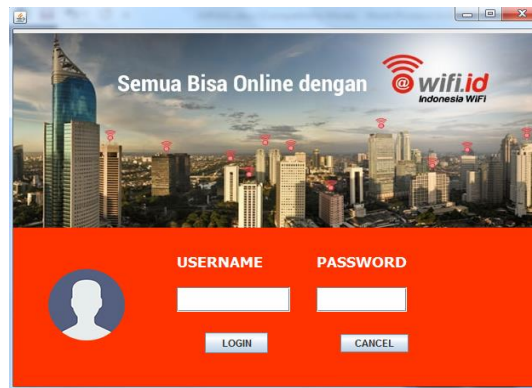 Semua Bisa Online dengan
@ wifi.id
Indonesia WiFi
USERNAME PASSWORD
LOGIN CANCEL